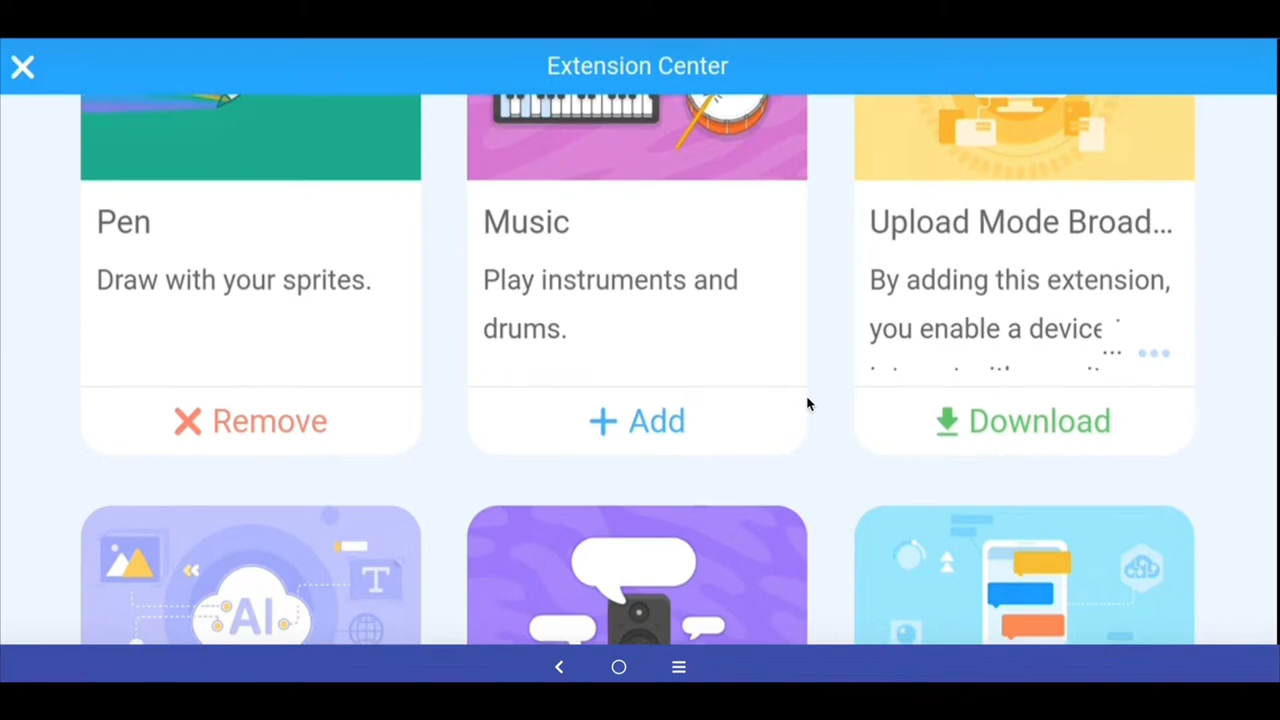 Extension Center
Pen
Draw with your sprites.
Remove
Music
Play instruments and
drums.
Add
Upload Mode Broad...
By adding this extension,
you enable a device
...
Download
AI
T